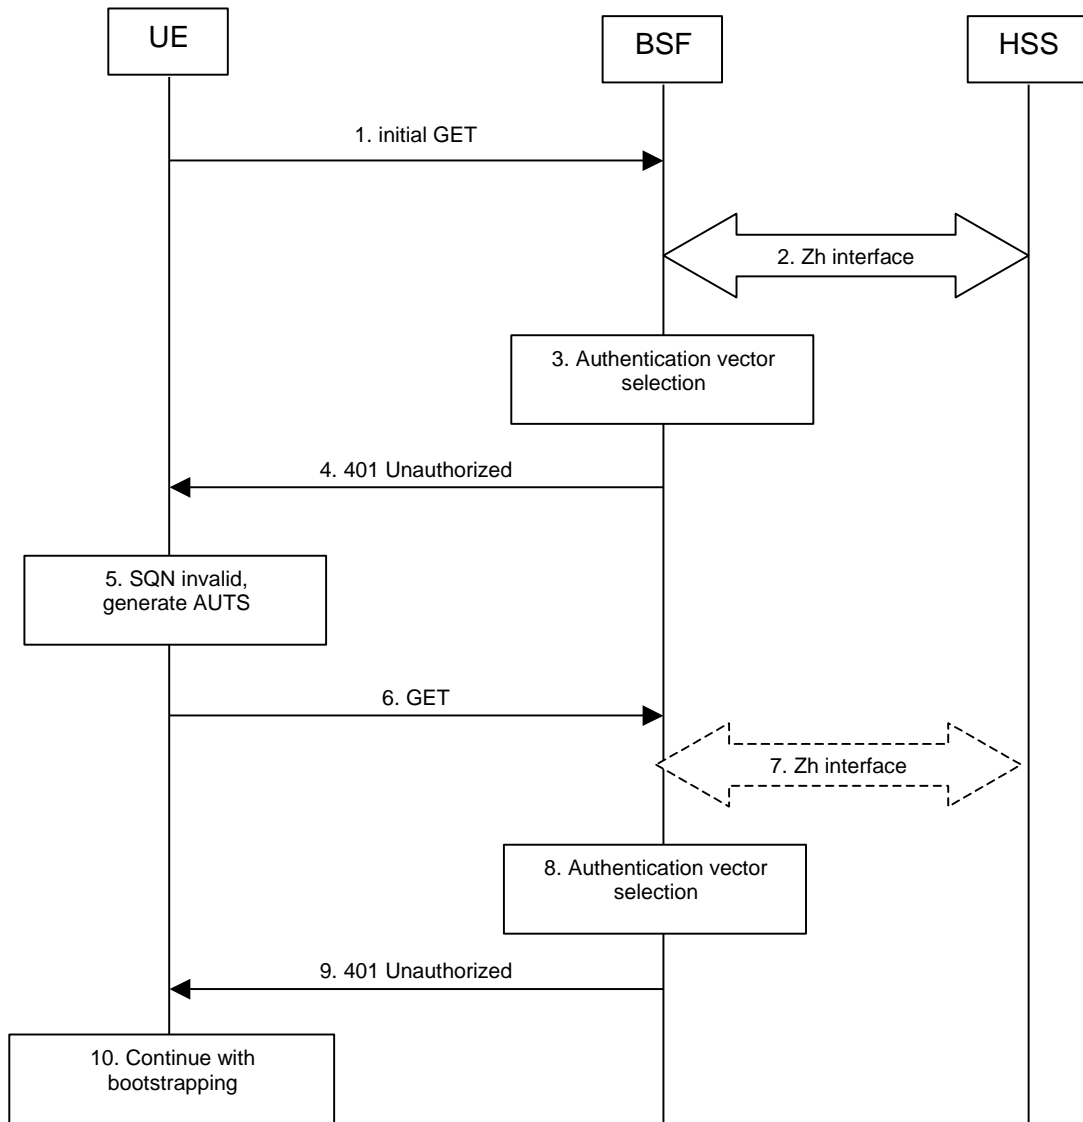 UE
BSF
HSS
1. initial GET
2. Zh interface
3. Authentication vector
selection
4. 401 Unauthorized
5. SQN invalid,
generate AUTS
6. GET
7. Zh interface
8. Authentication vector
selection
9. 401 Unauthorized
10. Continue with
bootstrapping